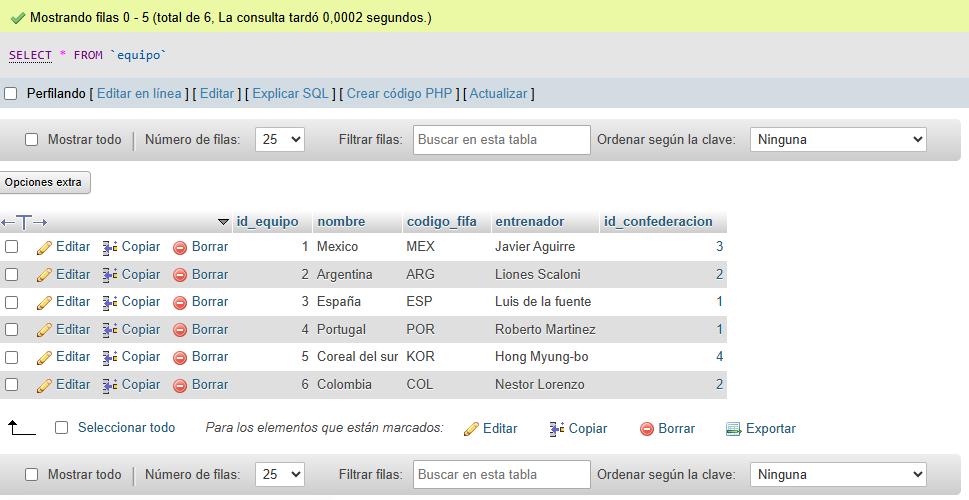 Mostrando filas 0 - 5 (total de 6, La consulta tardó 0,0002 segundos.)
SELECT * FROM `equipo`
Perfilando [ Editar en línea ] [ Editar ] [ Explicar SQL ] [ Crear código PHP ] [ Actualizar ]
Mostrar todo Número de filas: 25 Filtrar filas: Buscar en esta tabla Ordenar según la clave: Ninguna
Opciones extra
←T→ id_equipo nombre codigo_fifa entrenador id_confederacion
Editar Copiar Borrar 1 Mexico MEX Javier Aguirre 3
Editar Copiar Borrar 2 Argentina ARG Liones Scaloni 2
Editar Copiar Borrar 3 España ESP Luis de la fuente 1
Editar Copiar Borrar 4 Portugal POR Roberto Martinez 1
Editar Copiar Borrar 5 Coreal del sur KOR Hong Myung-bo 4
Editar Copiar Borrar 6 Colombia COL Nestor Lorenzo 2
Seleccionar todo Para los elementos que están marcados: Editar Copiar Borrar Exportar
Mostrar todo Número de filas: 25 Filtrar filas: Buscar en esta tabla Ordenar según la clave: Ninguna